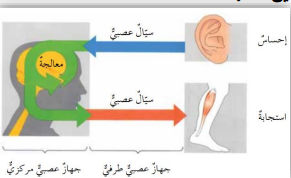 إحساسٌ
سيّالٌ عصبيٌّ
معالجةٌ
سيّالٌ عصبيٌّ
استجابةٌ
جهازٌ عصبيٌّ طرفيٌّ
جهازٌ عصبيٌّ مركزيٌّ